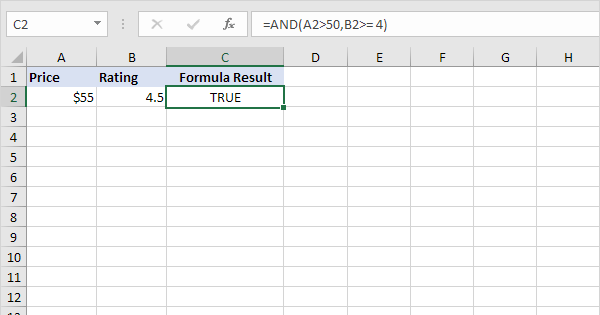 C2 fx =AND(A2>50,B2>= 4)
A B C D E F G H
1 Price Rating Formula Result
2 $55 4.5 TRUE
3
4
5
6
7
8
9
10
11
12